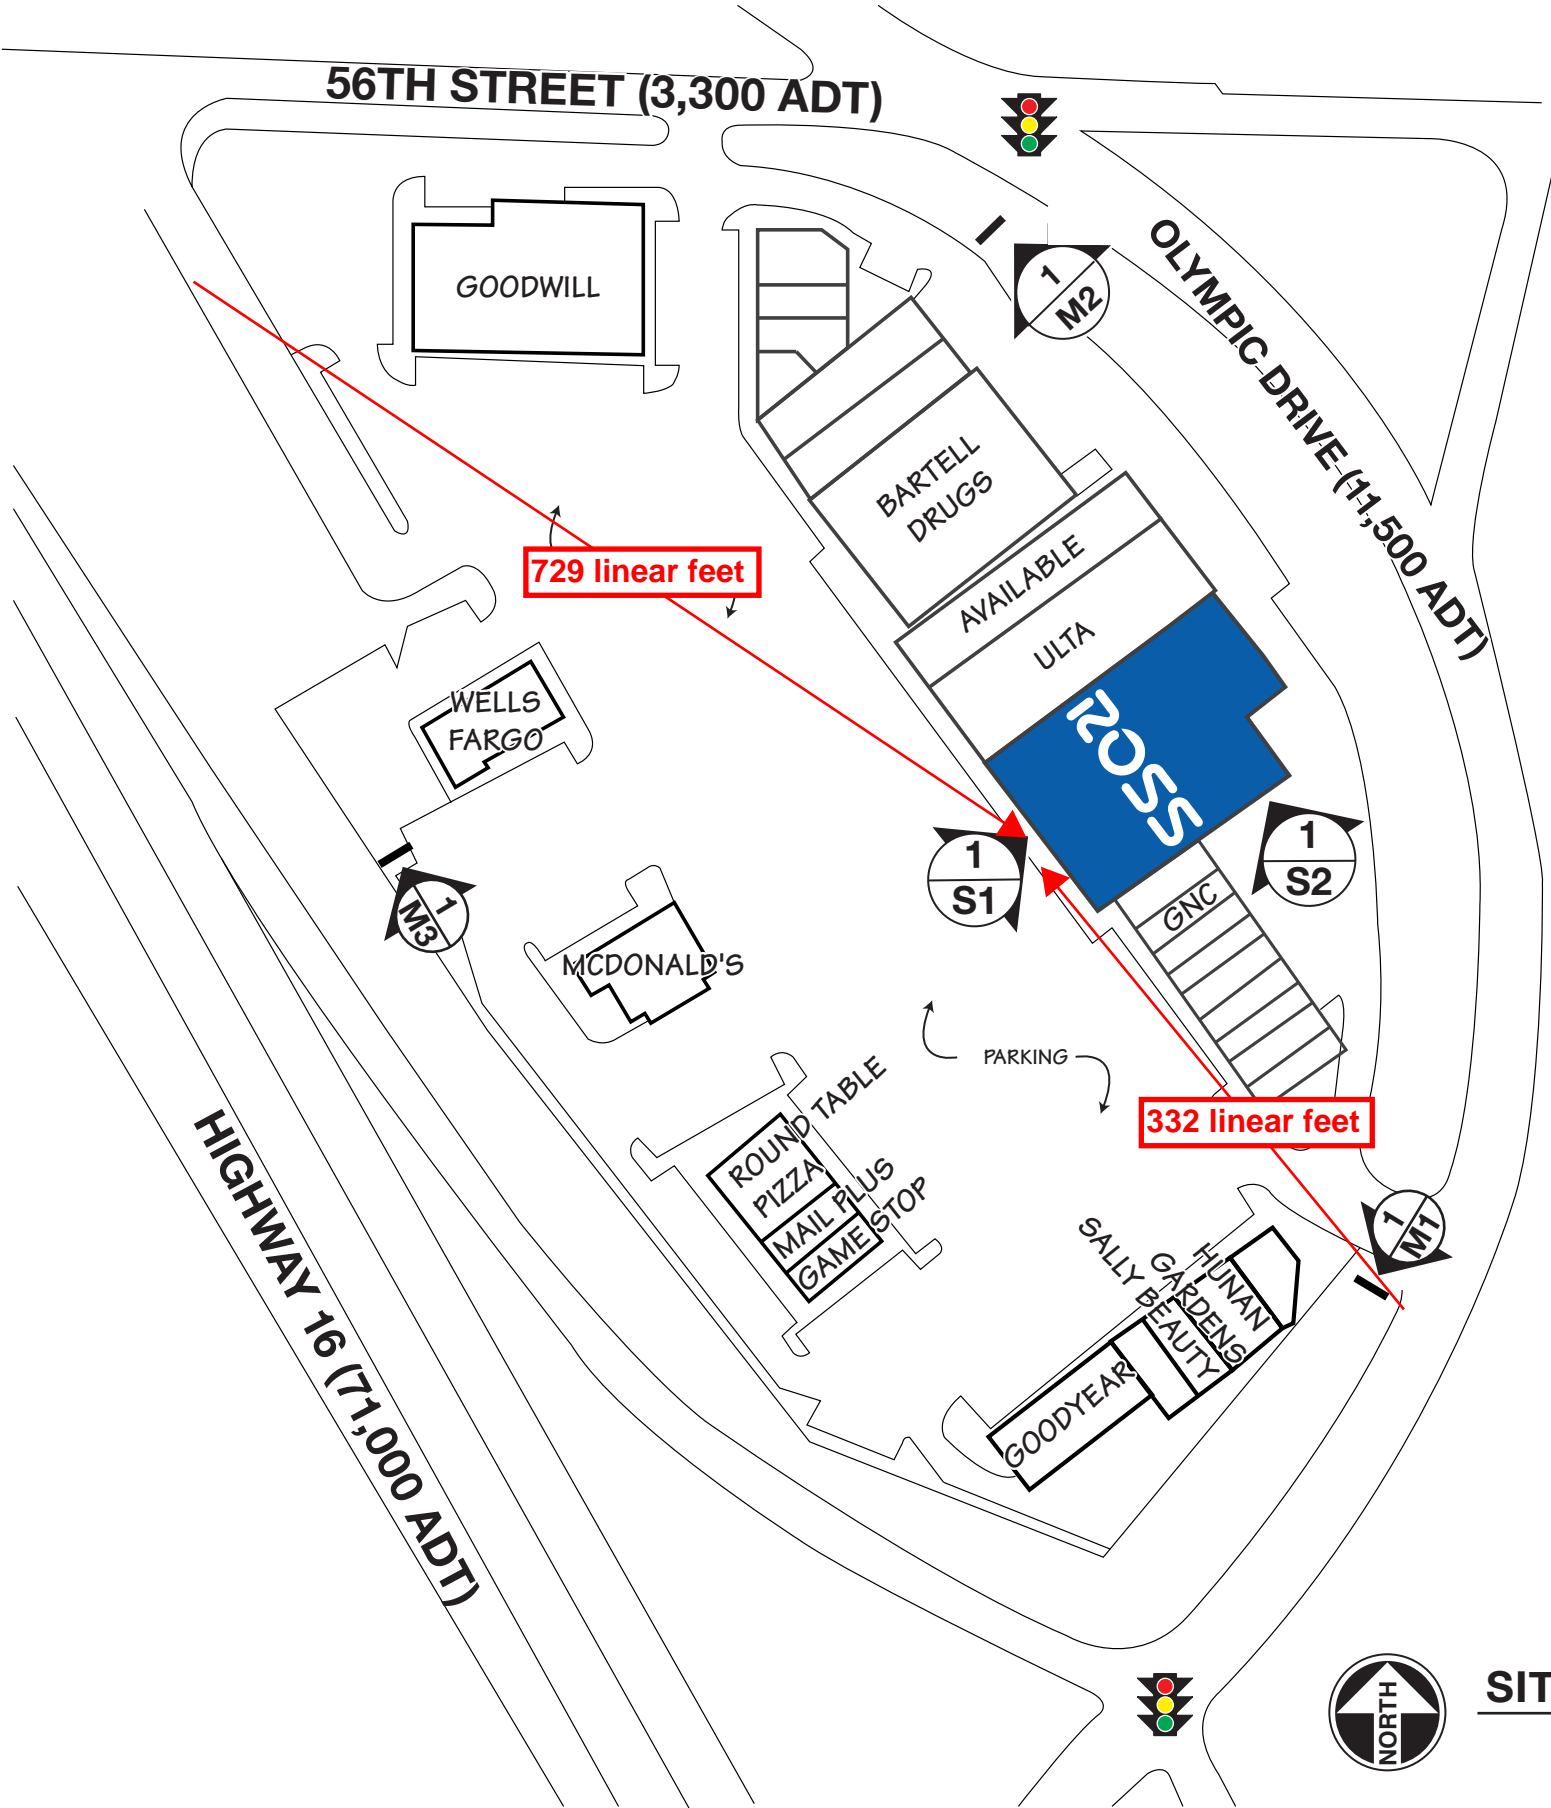 56TH STREET (3,300 ADT)
OLYMPIC DRIVE (11,500 ADT)
GOODWILL
1
M2
BARTELL
DRUGS
AVAILABLE
ULTA
729 linear feet
ROSS
WELLS
FARGO
1
S1
1
S2
GNC
1
M3
MCDONALD'S
PARKING
332 linear feet
ROUND TABLE
PIZZA
MAIL PLUS
GAME STOP
1
M1
HUNAN
GARDENS
SALLY BEAUTY
GOODYEAR
HIGHWAY 16 (71,000 ADT)
NORTH
SIT